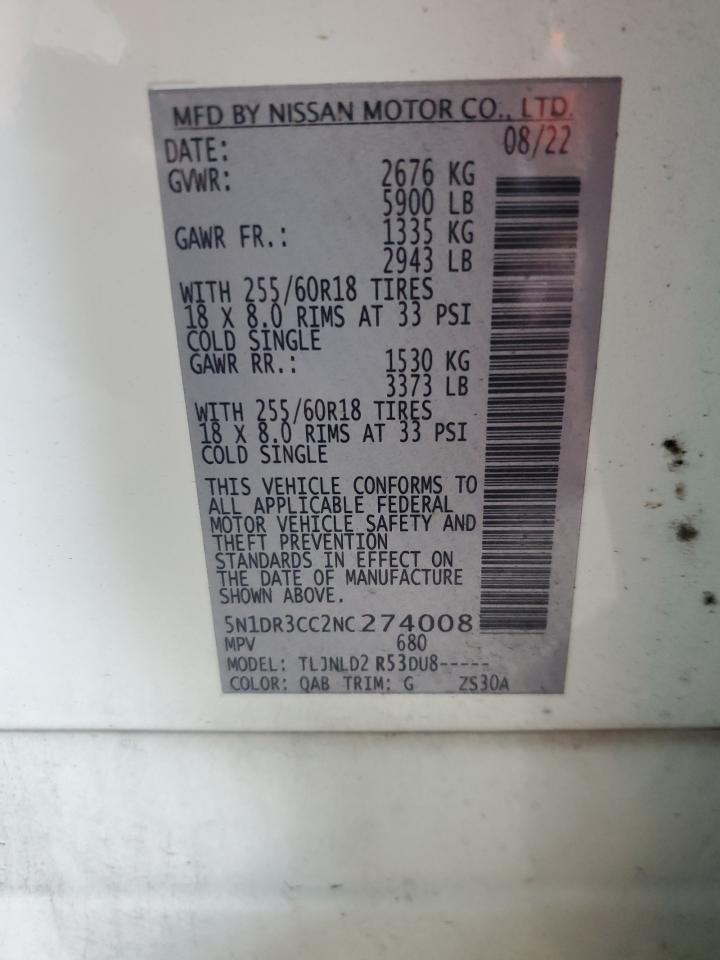 MFD BY NISSAN MOTOR CO., LTD.
DATE: 08/22
GVWR: 2676 KG
5900 LB
GAWR FR.: 1335 KG
2943 LB
WITH 255/60R18 TIRES
18 X 8.0 RIMS AT 33 PSI
COLD SINGLE
GAWR RR.: 1530 KG
3373 LB
WITH 255/60R18 TIRES
18 X 8.0 RIMS AT 33 PSI
COLD SINGLE
THIS VEHICLE CONFORMS TO
ALL APPLICABLE FEDERAL
MOTOR VEHICLE SAFETY AND
THEFT PREVENTION
STANDARDS IN EFFECT ON
THE DATE OF MANUFACTURE
SHOWN ABOVE.
5N1DR3CC2NC274008
MPV 680
MODEL: TLJNLD2 R53DU8-----
COLOR: QAB TRIM: G ZS30A